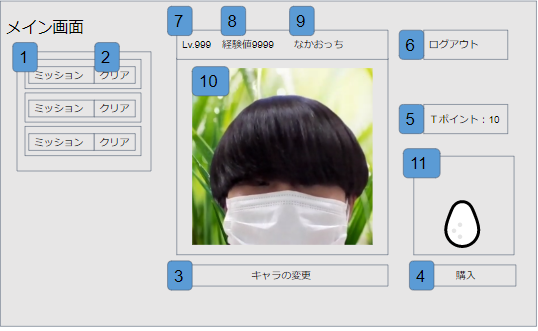 メイン画面
1
2
ミッション クリア
ミッション クリア
ミッション クリア
7
8
9
Lv.999 経験値9999 なかおっち
10
3
キャラの変更
6
ログアウト
5
Tポイント：10
11
4
購入